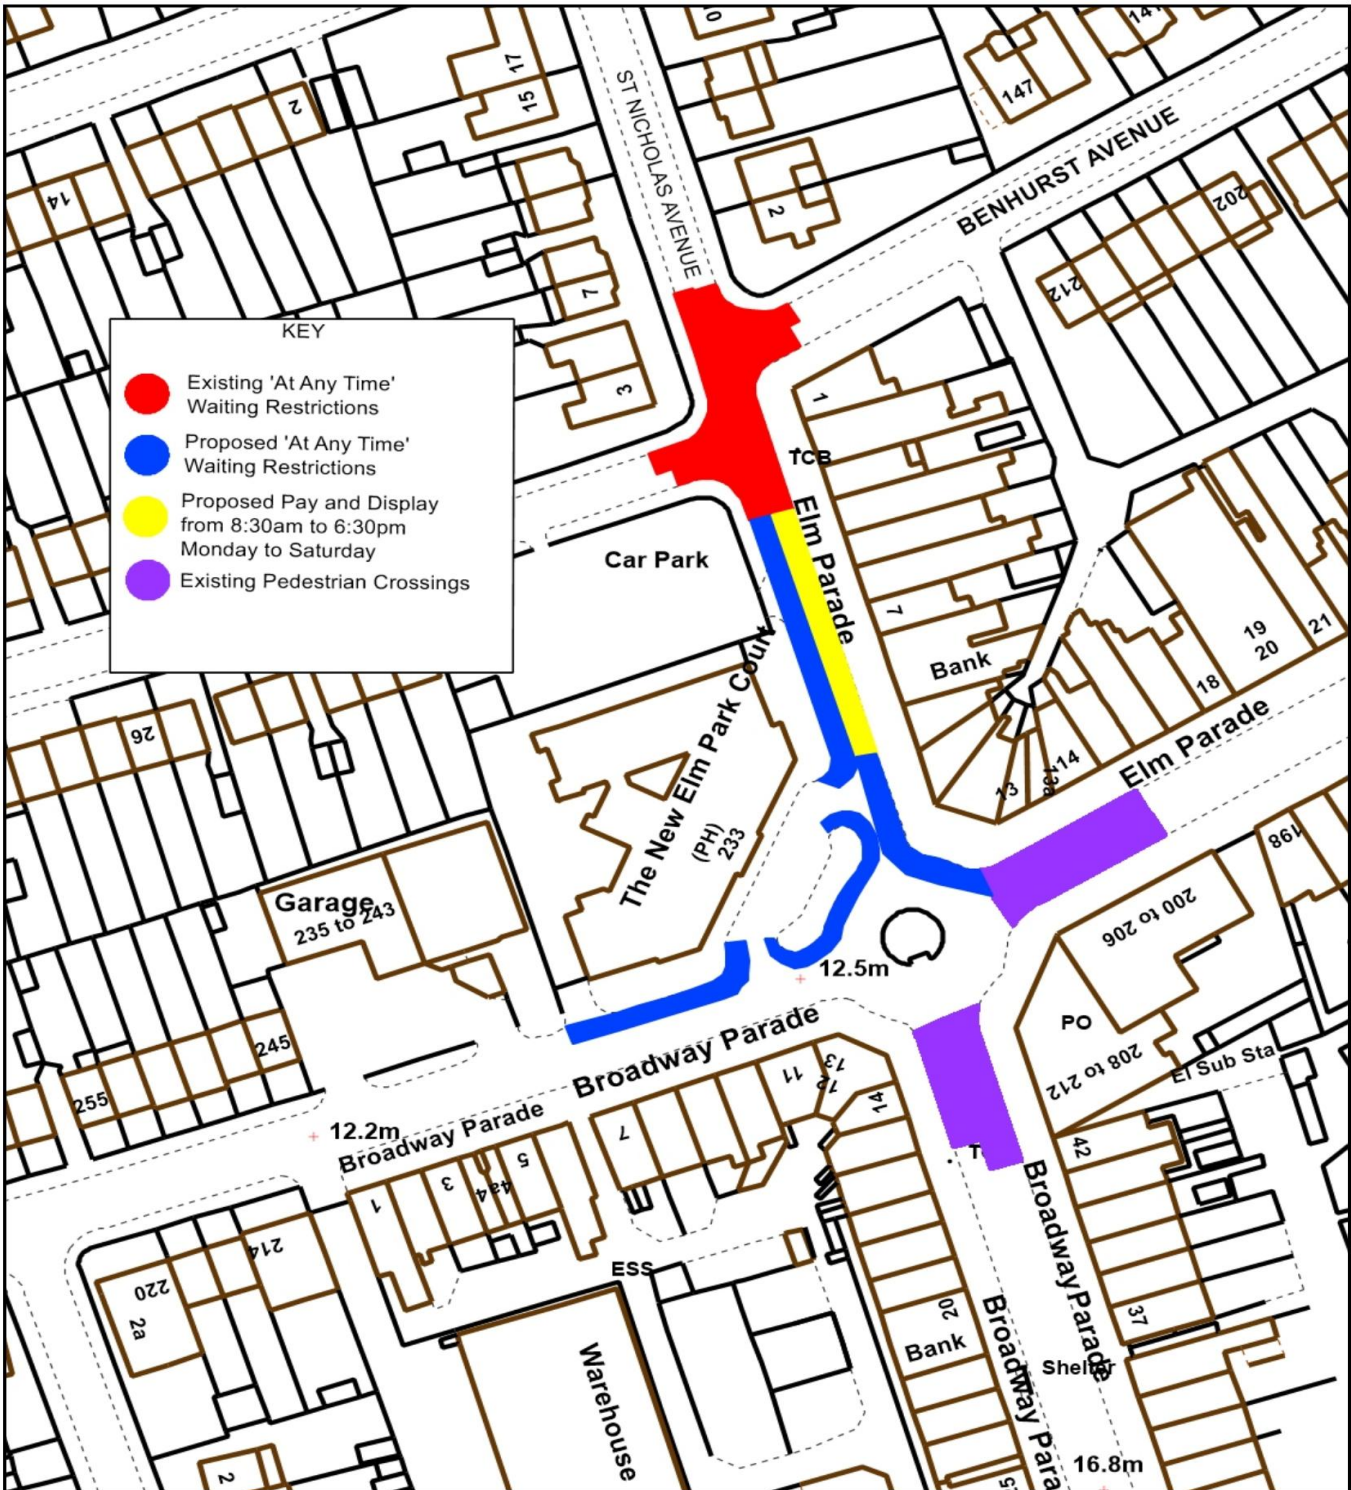 10
141
17
15
2
147
ST NICHOLAS AVENUE
BENHURST AVENUE
14
2
202
212
7
KEY
Existing 'At Any Time'
Waiting Restrictions
Proposed 'At Any Time'
Waiting Restrictions
Proposed Pay and Display
from 8:30am to 6:30pm
Monday to Saturday
Existing Pedestrian Crossings
3
1
TCB
Elm Parade
Car Park
7
Bank
19
20
21
18
Elm Parade
26
The New Elm Park Court
(PH)
233
13
13a
14
198
Garage
235 to 243
200 to 206
12.5m
PO
208 to 212
El Sub Sta
245
255
Broadway Parade
11
12
13
14
7
12.2m
Broadway Parade
1
3
4a
4
5
42
Broadway Parade
214
220
2a
ESS
20
Bank
37
Broadway Para
Shelter
Warehouse
16.8m
2